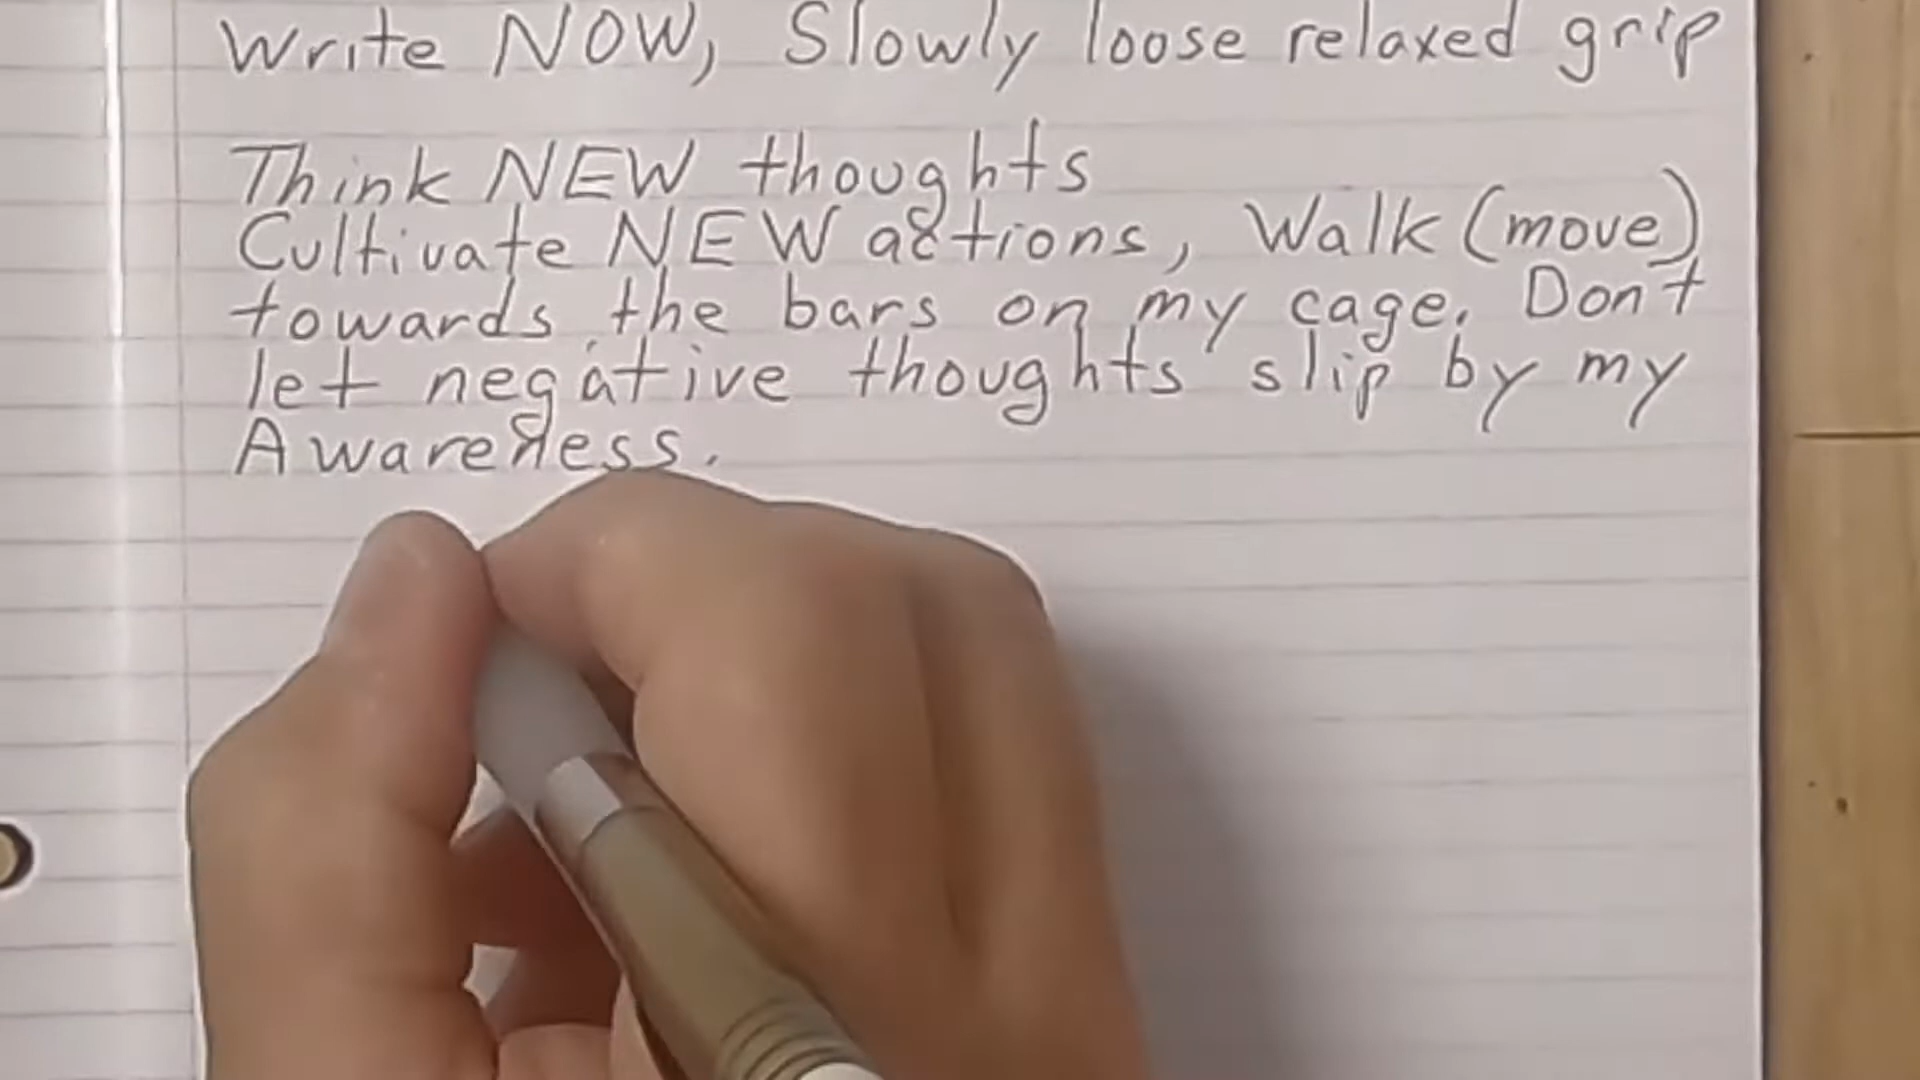 Write NOW, Slowly loose relaxed grip
Think NEW thoughts
Cultivate NEW actions, Walk (move)
towards the bars on my cage. Don't
let negative thoughts slip by my
Awareness.